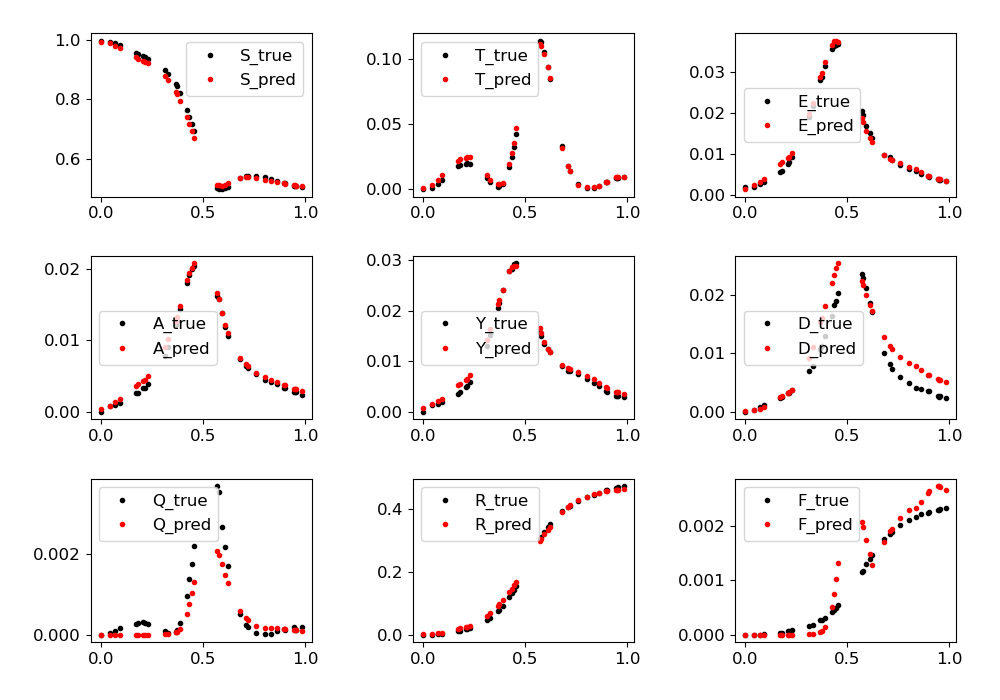 1.0
0.8
0.6
S_true
S_pred
0.0 0.5 1.0
0.10
0.05
0.00
T_true
T_pred
0.0 0.5 1.0
0.03
0.02
0.01
0.00
E_true
E_pred
0.0 0.5 1.0
0.02
0.01
0.00
A_true
A_pred
0.0 0.5 1.0
0.03
0.02
0.01
0.00
Y_true
Y_pred
0.0 0.5 1.0
0.02
0.01
0.00
D_true
D_pred
0.0 0.5 1.0
0.002
0.000
Q_true
Q_pred
0.0 0.5 1.0
0.4
0.2
0.0
R_true
R_pred
0.0 0.5 1.0
0.002
0.001
0.000
F_true
F_pred
0.0 0.5 1.0